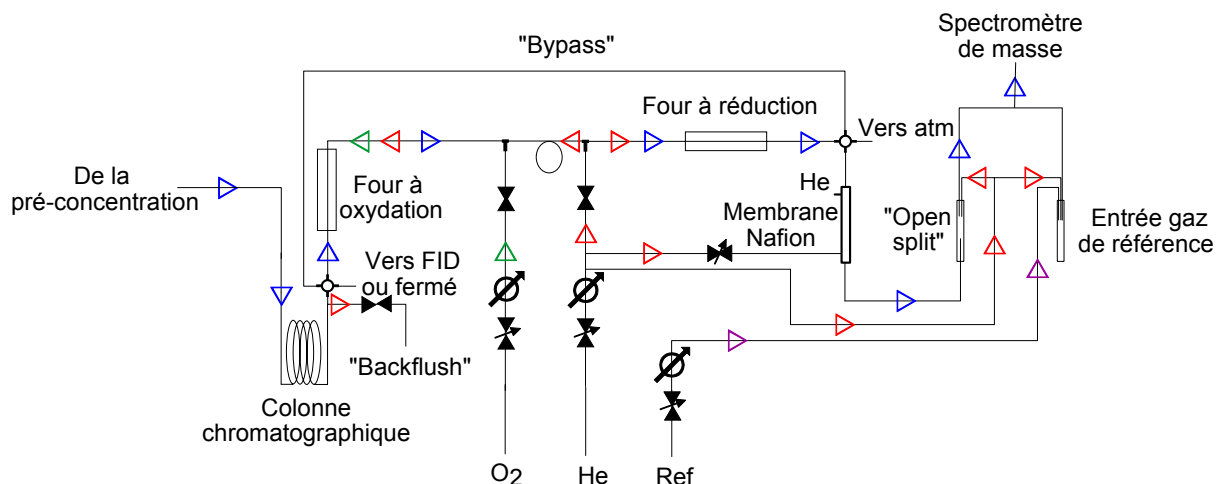 Spectromètre
de masse
"Bypass"
Four à réduction
Vers atm
De la
pré-concentration
Four à
oxydation
He
Membrane
Nafion
"Open
split"
Entrée gaz
de référence
Vers FID
ou fermé
"Backflush"
Colonne
chromatographique
O2
He
Ref